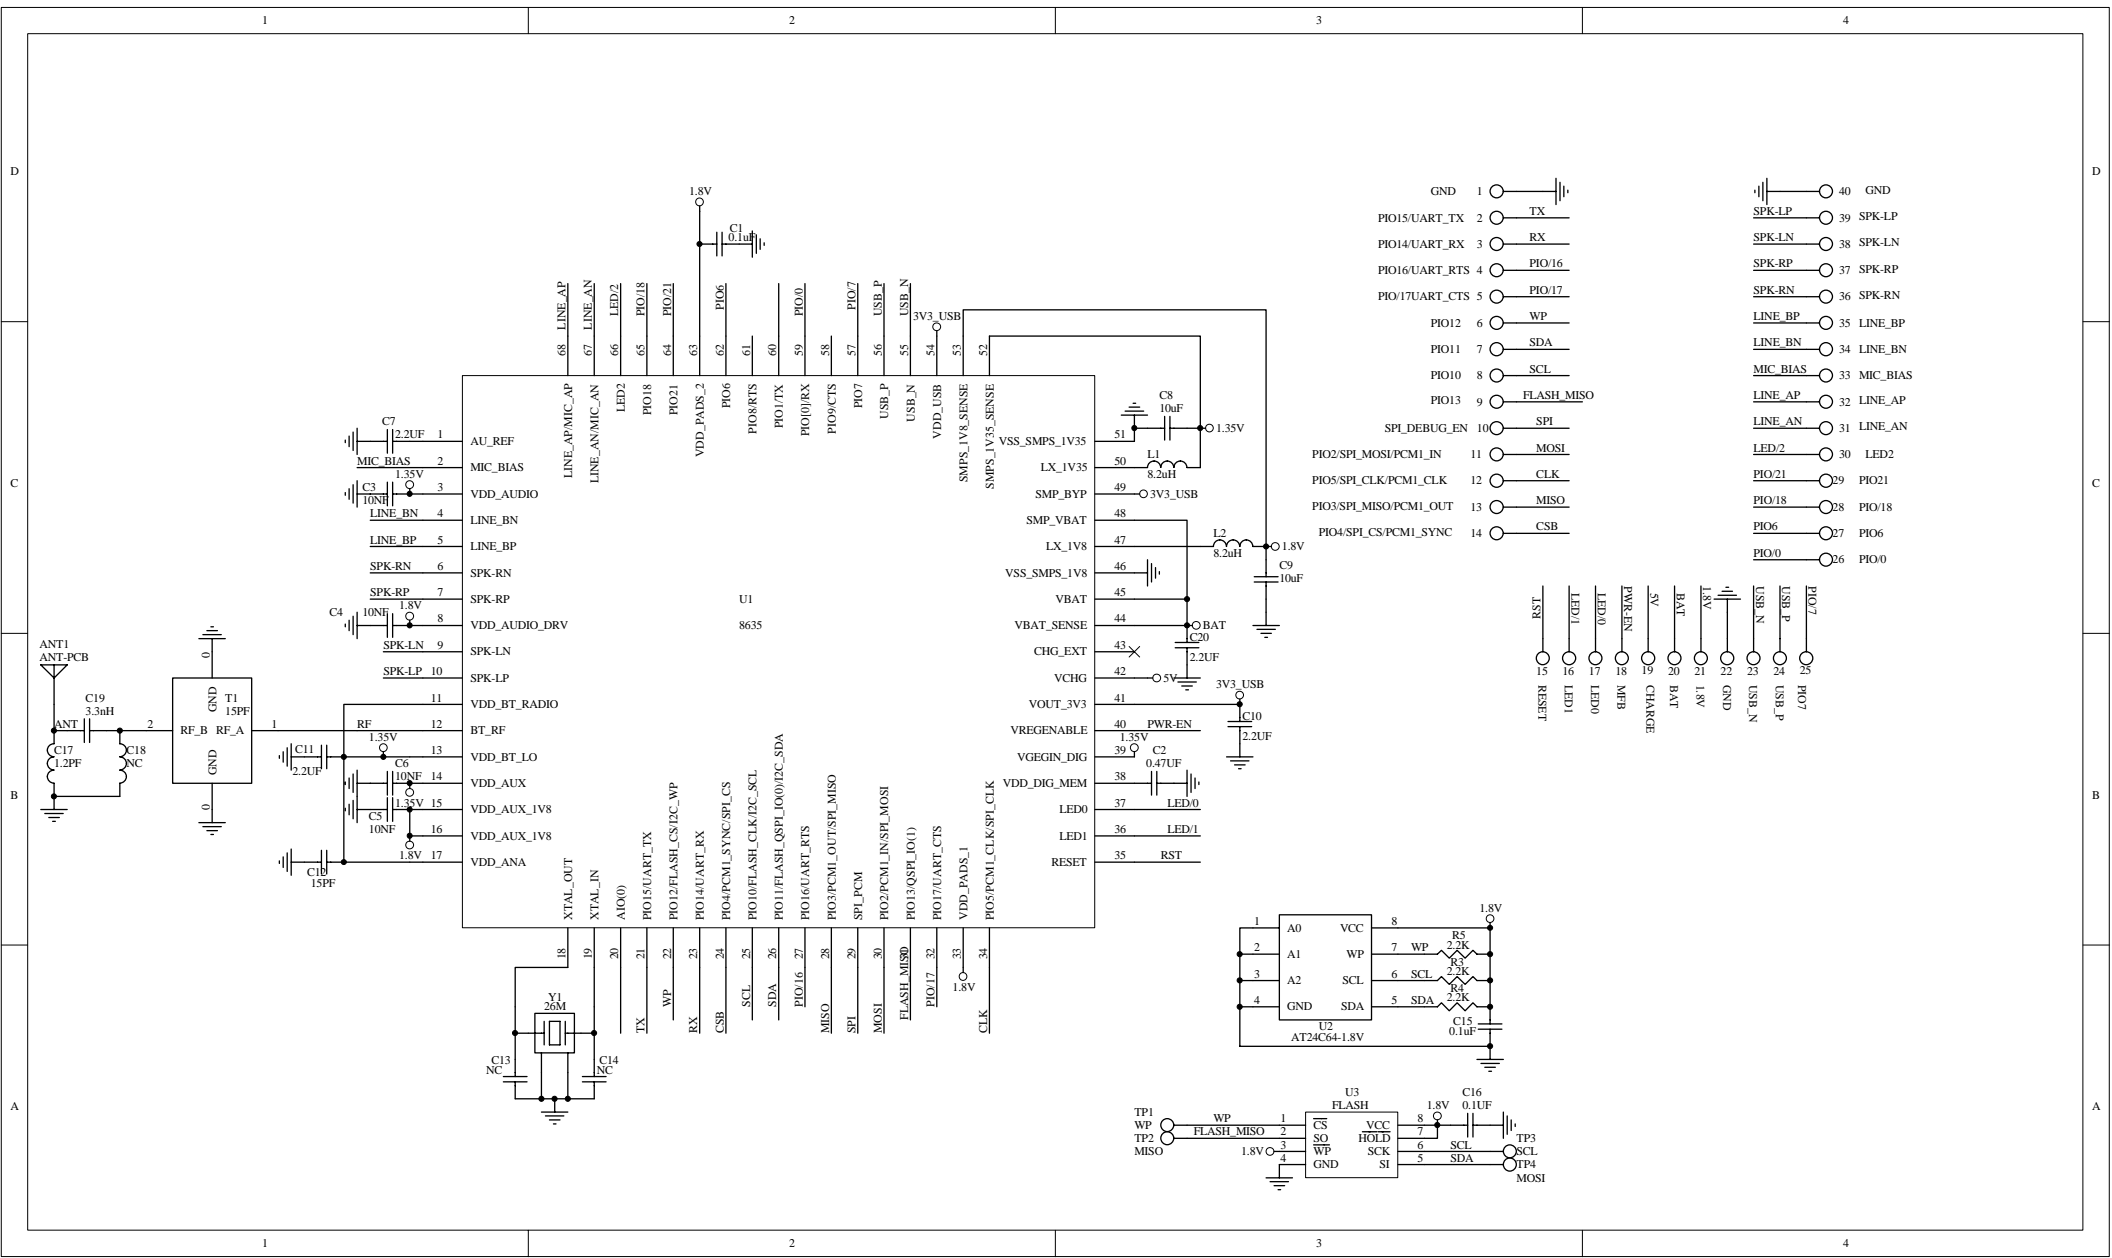 1
2
3
4
D
C
B
A
D
C
B
A
1
2
3
4
1.8V
C1
0.1uF
LINE_AP
LINE_AN
LED/2
PIO/18
PIO/21
PIO6
PIO/0
PIO/7
USB_P
USB_N
3V3_USB
68
67
66
65
64
63
62
61
60
59
58
57
56
55
54
53
52
LINE_AP/MIC_AP
LINE_AN/MIC_AN
LED2
PIO18
PIO21
VDD_PADS_2
PIO6
PIO8/RTS
PIO1/TX
PIO[0]/RX
PIO9/CTS
PIO7
USB_P
USB_N
VDD_USB
SMPS_1V8_SENSE
SMPS_1V35_SENSE
C7
2.2UF
1 AU_REF
MIC_BIAS 2 MIC_BIAS
1.35V
C3
10NF
3 VDD_AUDIO
LINE_BN 4 LINE_BN
LINE_BP 5 LINE_BP
SPK-RN 6 SPK-RN
SPK-RP 7 SPK-RP
C4 10NF 1.8V
8 VDD_AUDIO_DRV
SPK-LN 9 SPK-LN
SPK-LP 10 SPK-LP
11 VDD_BT_RADIO
RF 12 BT_RF
1.35V
C11
2.2UF
13 VDD_BT_LO
C6
10NF
14 VDD_AUX
1.35V
15 VDD_AUX_1V8
C5
10NF
16 VDD_AUX_1V8
1.8V
17 VDD_ANA
C12
15PF
ANT1
ANT-PCB
C19
3.3nH
ANT
C17
1.2PF
C18
NC
2
0
GND
T1
15PF
RF_B RF_A
GND
0
1
U1
8635
VSS_SMPS_1V35 51
LX_1V35 50
SMP_BYP 49 3V3_USB
SMP_VBAT 48
LX_1V8 47
VSS_SMPS_1V8 46
VBAT 45
VBAT_SENSE 44 BAT
CHG_EXT 43
VCHG 42 5V
VOUT_3V3 41
VREGENABLE 40 PWR-EN
VGEGIN_DIG 39 1.35V
VDD_DIG_MEM 38
LED0 37 LED/0
LED1 36 LED/1
RESET 35 RST
C8
10uF
1.35V
L1
8.2uH
L2
8.2uH
1.8V
C9
10uF
C20
2.2UF
3V3_USB
C10
2.2UF
C2
0.47UF
XTAL_OUT
XTAL_IN
AIO(0)
PIO15/UART_TX
PIO12/FLASH_CS/I2C_WP
PIO14/UART_RX
PIO4/PCM1_SYNC/SPI_CS
PIO10/FLASH_CLK/I2C_SCL
PIO11/FLASH_QSPI_IO(0)/I2C_SDA
PIO16/UART_RTS
PIO3/PCM1_OUT/SPI_MISO
SPI_PCM
PIO2/PCM1_IN/SPI_MOSI
PIO13/QSPI_IO(1)
PIO17/UART_CTS
VDD_PADS_1
PIO5/PCM1_CLK/SPI_CLK
18
19
20
21
22
23
24
25
26
27
28
29
30
32
33
34
TX
WP
RX
CSB
SCL
SDA
PIO/16
MISO
SPI
MOSI
FLASH_MISO
PIO/17
1.8V
CLK
Y1
26M
C13
NC
C14
NC
GND 1
PIO15/UART_TX 2 TX
PIO14/UART_RX 3 RX
PIO16/UART_RTS 4 PIO/16
PIO/17UART_CTS 5 PIO/17
PIO12 6 WP
PIO11 7 SDA
PIO10 8 SCL
PIO13 9 FLASH_MISO
SPI_DEBUG_EN 10 SPI
PIO2/SPI_MOSI/PCM1_IN 11 MOSI
PIO5/SPI_CLK/PCM1_CLK 12 CLK
PIO3/SPI_MISO/PCM1_OUT 13 MISO
PIO4/SPI_CS/PCM1_SYNC 14 CSB
40 GND
SPK-LP 39 SPK-LP
SPK-LN 38 SPK-LN
SPK-RP 37 SPK-RP
SPK-RN 36 SPK-RN
LINE_BP 35 LINE_BP
LINE_BN 34 LINE_BN
MIC_BIAS 33 MIC_BIAS
LINE_AP 32 LINE_AP
LINE_AN 31 LINE_AN
LED/2 30 LED2
PIO/21 29 PIO21
PIO/18 28 PIO/18
PIO6 27 PIO6
PIO/0 26 PIO/0
RST
LED/1
LED/0
PWR-EN
5V
BAT
1.8V
USB_N
USB_P
PIO/7
15
16
17
18
19
20
21
22
23
24
25
RESET
LED1
LED0
MFB
CHARGE
BAT
1.8V
GND
USB_N
USB_P
PIO7
1.8V
1 A0 VCC 8
2 A1 WP 7 WP
3 A2 SCL 6 SCL
4 GND SDA 5 SDA
R5
2.2K
R3
2.2K
R4
2.2K
C15
0.1uF
U2
AT24C64-1.8V
U3
FLASH
TP1
WP
TP2
MISO
WP 1 CS
FLASH_MISO 2 SO
1.8V 3 WP
4 GND
VCC 8
HOLD 7
SCK 6 SCL
SI 5 SDA
1.8V
C16
0.1UF
TP3
SCL
TP4
MOSI